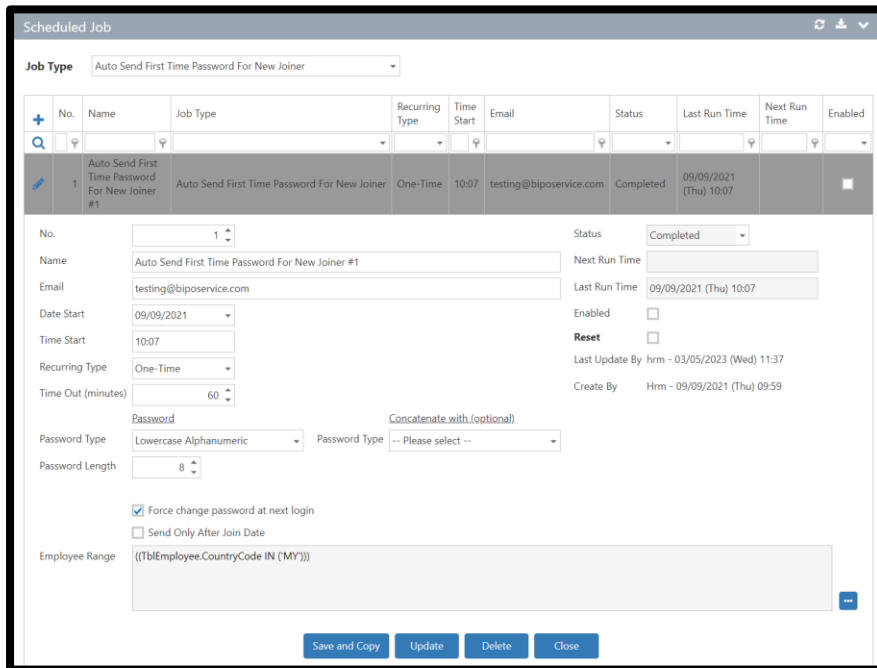 Scheduled Job
Job Type Auto Send First Time Password For New Joiner
No. Name Job Type Recurring Type Time Start Email Status Last Run Time Next Run Time Enabled
1 Auto Send First Time Password For New Joiner #1 Auto Send First Time Password For New Joiner One-Time 10:07 testing@biposervice.com Completed 09/09/2021 (Thu) 10:07
No. 1 Status Completed
Name Auto Send First Time Password For New Joiner #1 Next Run Time
Email testing@biposervice.com Last Run Time 09/09/2021 (Thu) 10:07
Date Start 09/09/2021 Enabled
Time Start 10:07 Reset
Recurring Type One-Time Last Update By hrm - 03/05/2023 (Wed) 11:37
Time Out (minutes) 60 Create By Hrm - 09/09/2021 (Thu) 09:59
Password Concatenate with (optional)
Password Type Lowercase Alphanumeric Password Type -- Please select --
Password Length 8
Force change password at next login
Send Only After Join Date
Employee Range ((TblEmployee.CountryCode IN ('MY')))
Save and Copy Update Delete Close